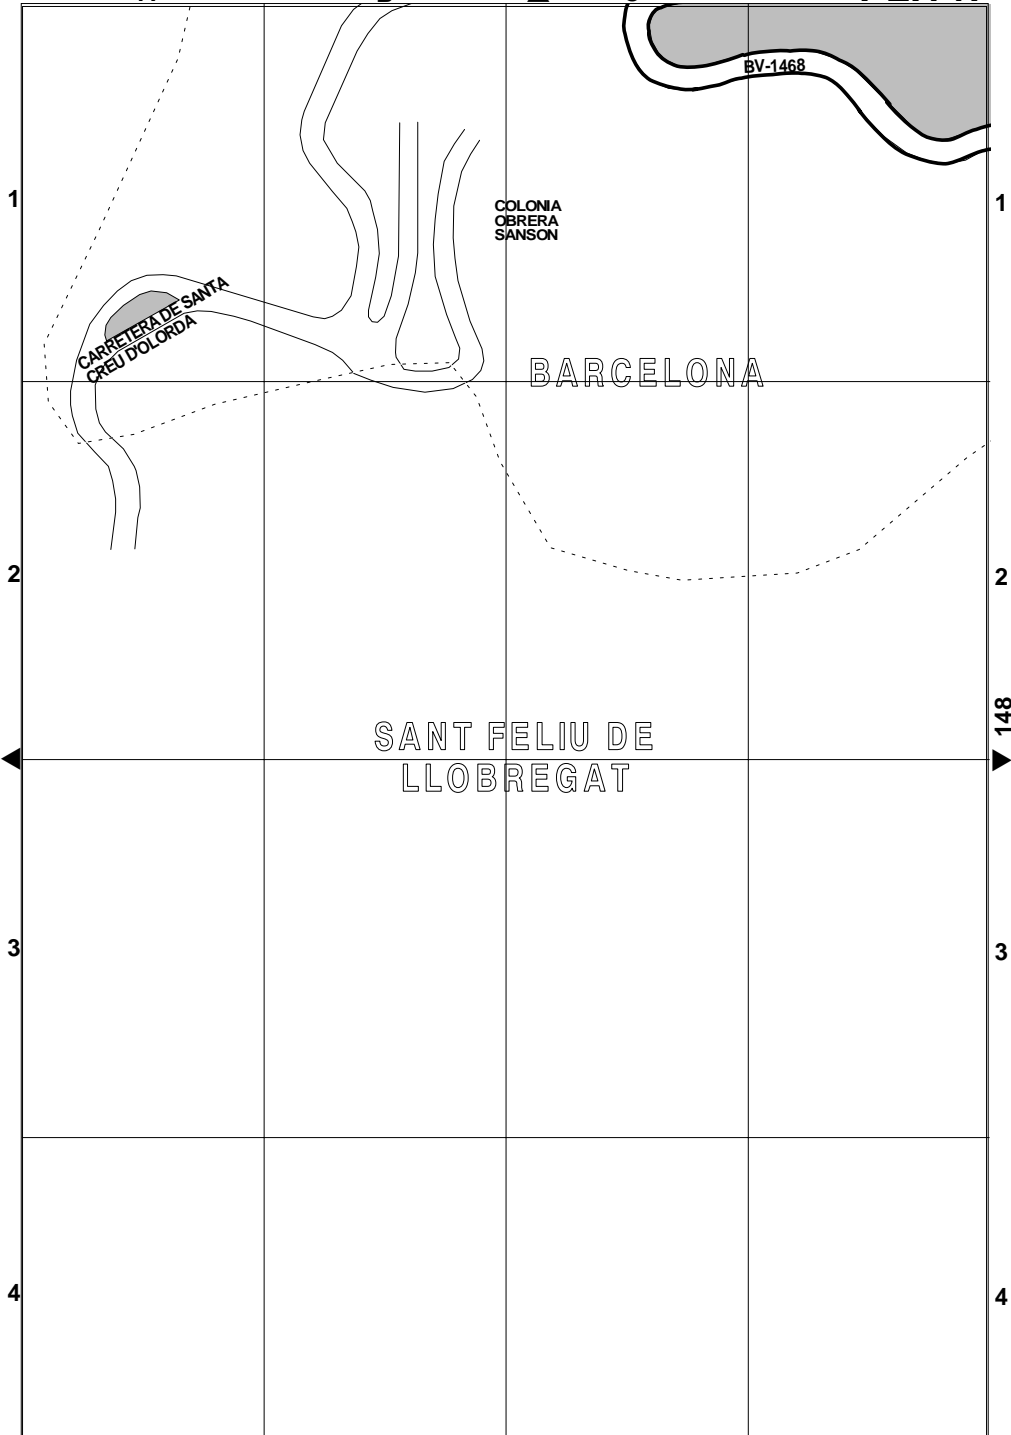 BV-1468
1
1
COLONIA
OBRERA
SANSON
CARRETERA DE SANTA
CREU D'OLORDA
BARCELONA
2
2
148
SANT FELIU DE
LLOBREGAT
3
3
4
4